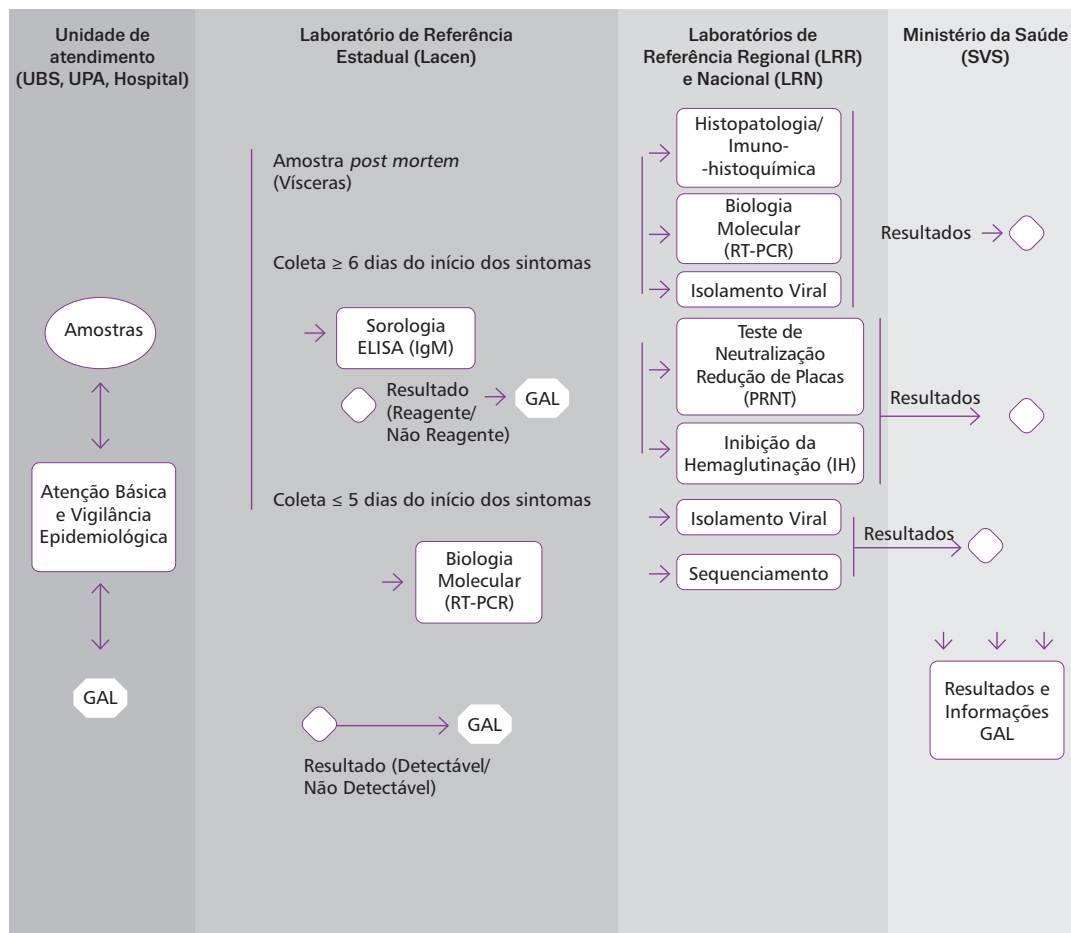 Unidade de
atendimento
(UBS, UPA, Hospital)
Amostras
Atenção Básica
e Vigilância
Epidemiológica
GAL
Laboratório de Referência
Estadual (Lacen)
Amostra post mortem
(Vísceras)
Coleta ≥ 6 dias do início dos sintomas
Sorologia
ELISA (IgM)
Resultado
(Reagente/
Não Reagente)
GAL
Coleta ≤ 5 dias do início dos sintomas
Biologia
Molecular
(RT-PCR)
GAL
Resultado (Detectável/
Não Detectável)
Laboratórios de
Referência Regional (LRR)
e Nacional (LRN)
Histopatologia/
Imuno-
-histoquímica
Biologia
Molecular
(RT-PCR)
Isolamento Viral
Teste de
Neutralização
Redução de Placas
(PRNT)
Inibição da
Hemaglutinação (IH)
Isolamento Viral
Sequenciamento
Ministério da Saúde
(SVS)
Resultados
Resultados
Resultados
Resultados e
Informações
GAL